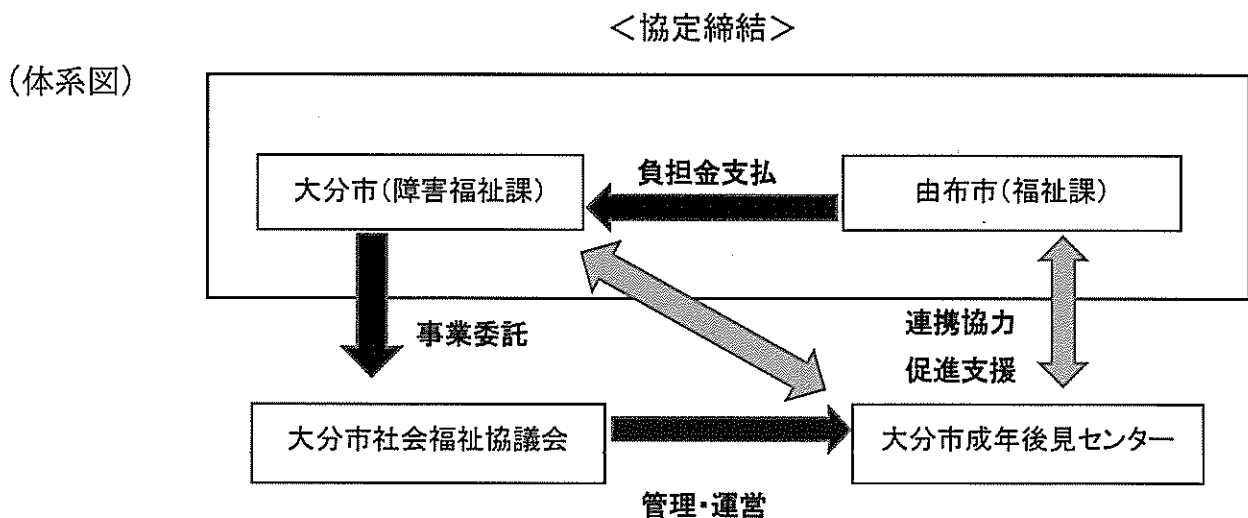 ＜協定締結＞
（体系図）
大分市（障害福祉課）
負担金支払
由布市（福祉課）
事業委託
連携協力
促進支援
大分市社会福祉協議会
大分市成年後見センター
管理・運営